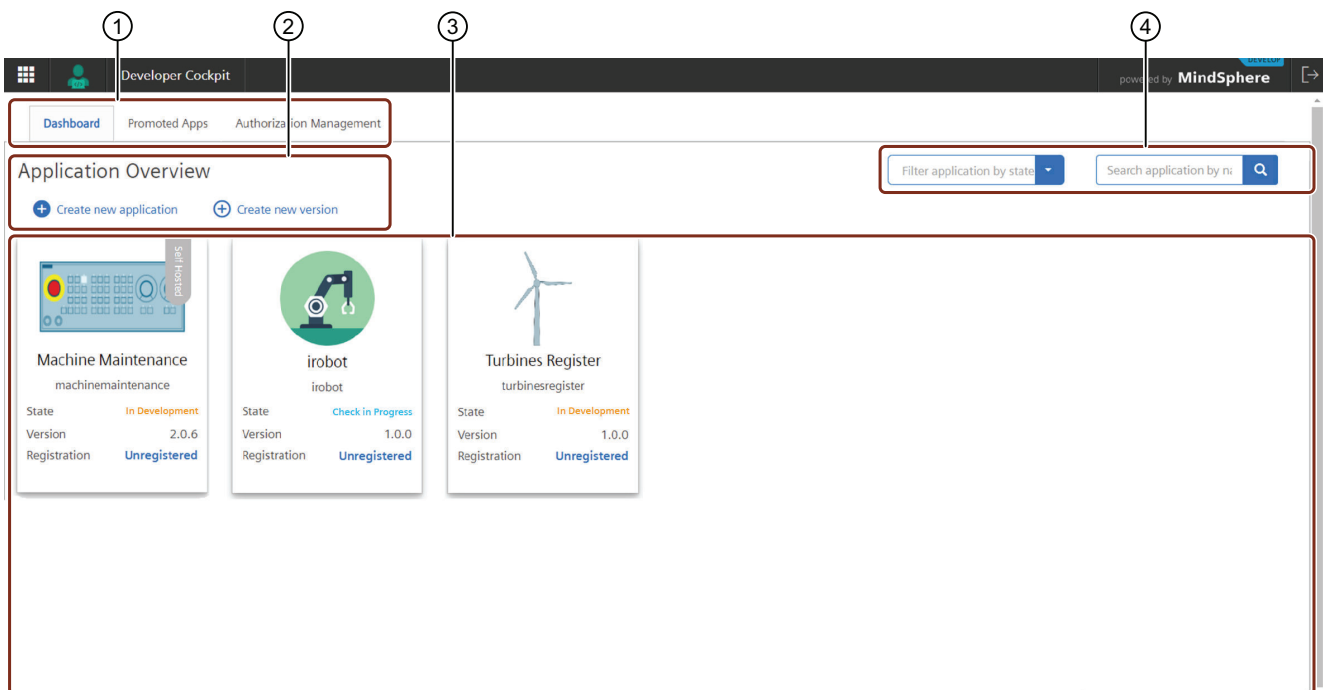 1 2 3 4
Developer Cockpit
DEVELOP
powered by MindSphere
Dashboard Promoted Apps Authorization Management
Application Overview
Filter application by state
Search application by na
Create new application Create new version
Self Hosted
Machine Maintenance
machinemaintenance
State In Development
Version 2.0.6
Registration Unregistered
irobot
irobot
State Check in Progress
Version 1.0.0
Registration Unregistered
Turbines Register
turbinesregister
State In Development
Version 1.0.0
Registration Unregistered